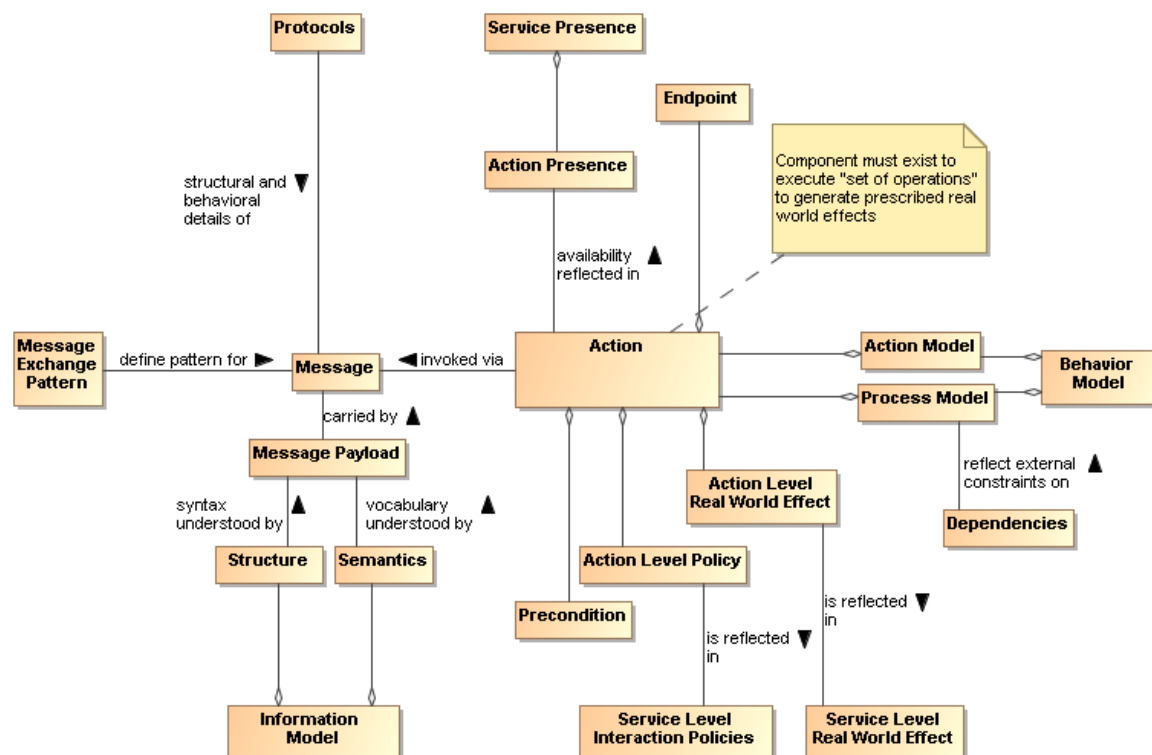 Protocols
Service Presence
Endpoint
Action Presence
Component must exist to
execute "set of operations"
to generate prescribed real
world effects
structural and
behavioral
details of
availability
reflected in
Message
Exchange
Pattern
define pattern for
Message
invoked via
Action
Action Model
Process Model
Behavior
Model
carried by
Message Payload
syntax
understood by
vocabulary
understood by
Action Level
Real World Effect
reflect external
constraints on
Dependencies
Structure
Semantics
Action Level Policy
Precondition
is reflected
in
is reflected
in
Information
Model
Service Level
Interaction Policies
Service Level
Real World Effect